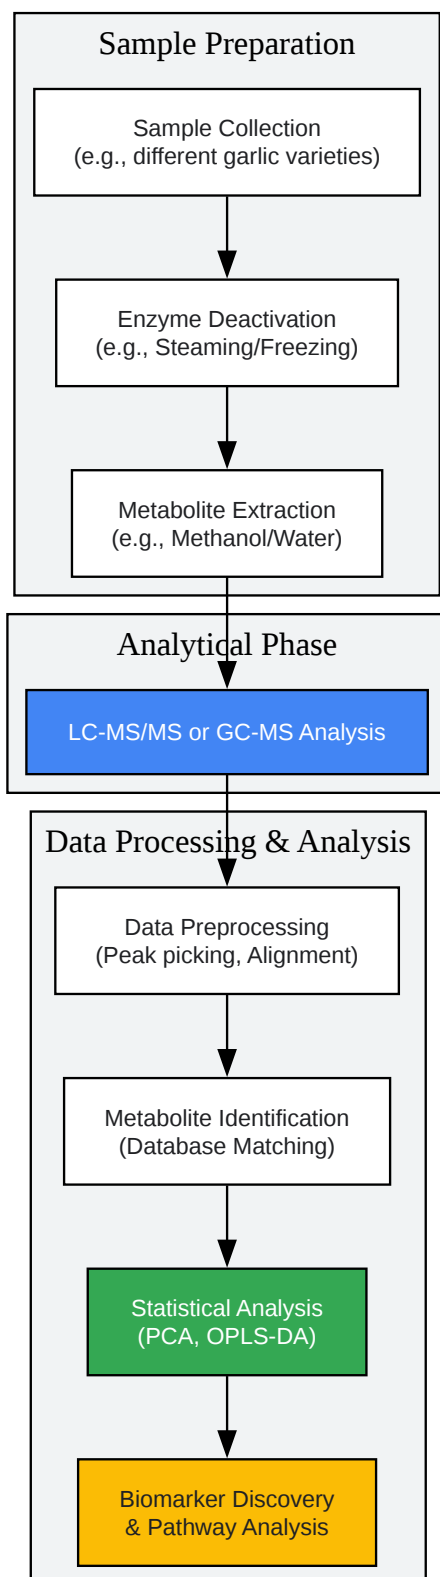 Sample Preparation
Sample Collection
(e.g., different garlic varieties)
Enzyme Deactivation
(e.g., Steaming/Freezing)
Metabolite Extraction
(e.g., Methanol/Water)
Analytical Phase
LC-MS/MS or GC-MS Analysis
Data Processing & Analysis
Data Preprocessing
(Peak picking, Alignment)
Metabolite Identification
(Database Matching)
Statistical Analysis
(PCA, OPLS-DA)
Biomarker Discovery
& Pathway Analysis